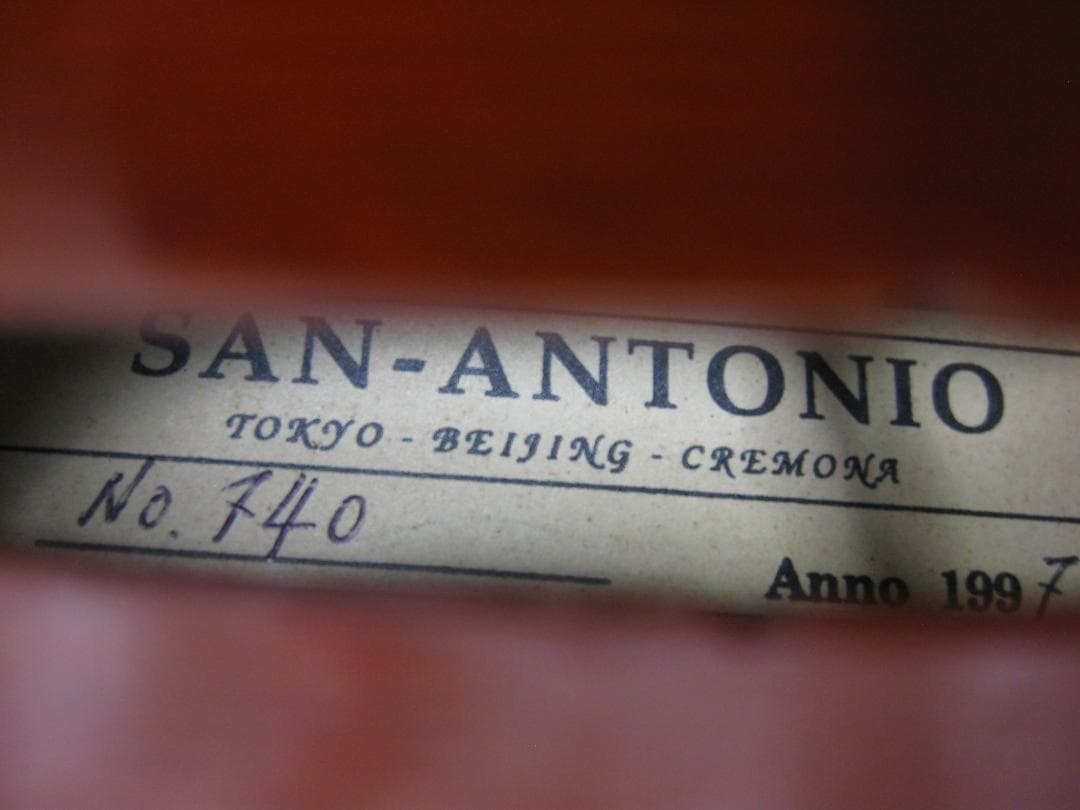 SAN-ANTONIO
TOKYO - BEIJING - CREMONA
No. 740
Anno 1997